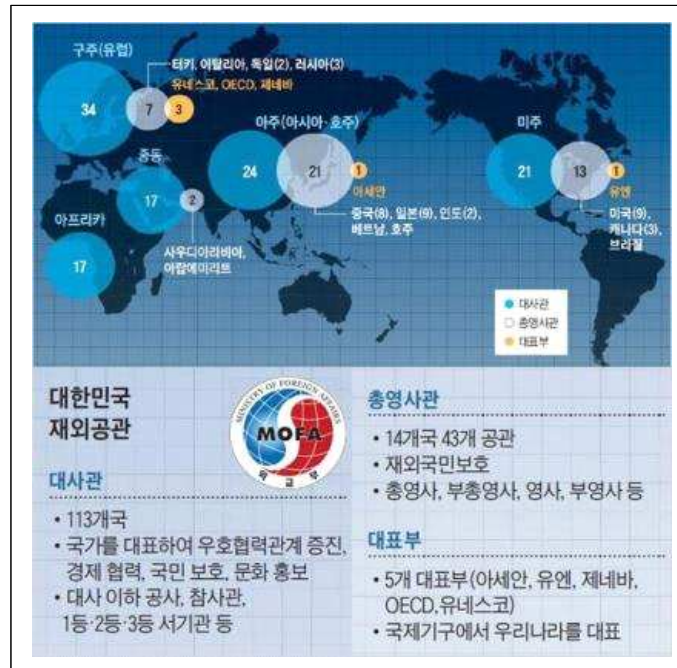 구주(유럽)
34
7
3
터키, 이탈리아, 독일(2), 러시아(3)
유네스코, OECD, 제네바
아주(아시아·호주)
24
21
1
아세안
중국(8), 일본(9), 인도(2),
베트남, 호주
미주
21
13
1
유엔
미국(9),
캐나다(3),
브라질
중동
17
2
사우디아라비아,
아랍에미리트
아프리카
17
대사관
총영사관
대표부
대한민국
재외공관
MINISTRY OF FOREIGN AFFAIRS
MOFA
외교부
대사관
• 113개국
• 국가를 대표하여 우호협력관계 증진,
경제 협력, 국민 보호, 문화 홍보
• 대사 이하 공사, 참사관,
1등·2등·3등 서기관 등
총영사관
• 14개국 43개 공관
• 재외국민보호
• 총영사, 부총영사, 영사, 부영사 등
대표부
• 5개 대표부(아세안, 유엔, 제네바,
OECD,유네스코)
• 국제기구에서 우리나라를 대표